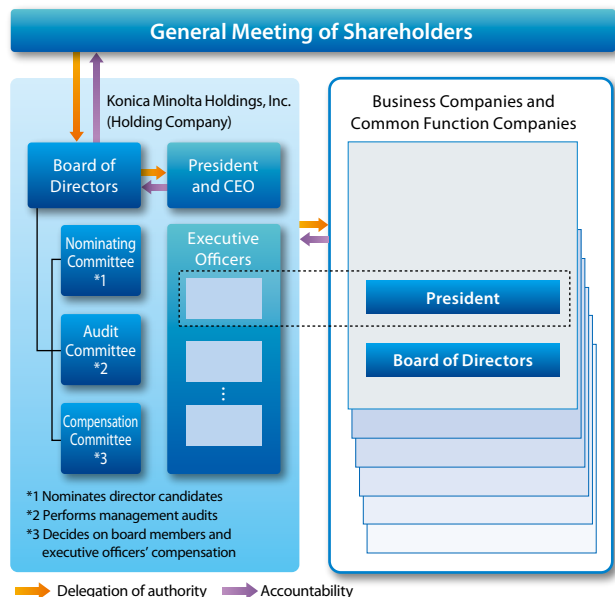 General Meeting of Shareholders
Konica Minolta Holdings, Inc.
(Holding Company)
Board of
Directors
President
and CEO
Nominating
Committee
*1
Audit
Committee
*2
Compensation
Committee
*3
Executive
Officers
⋮
*1 Nominates director candidates
*2 Performs management audits
*3 Decides on board members and
executive officers’ compensation
Business Companies and
Common Function Companies
President
Board of Directors
Delegation of authority
Accountability